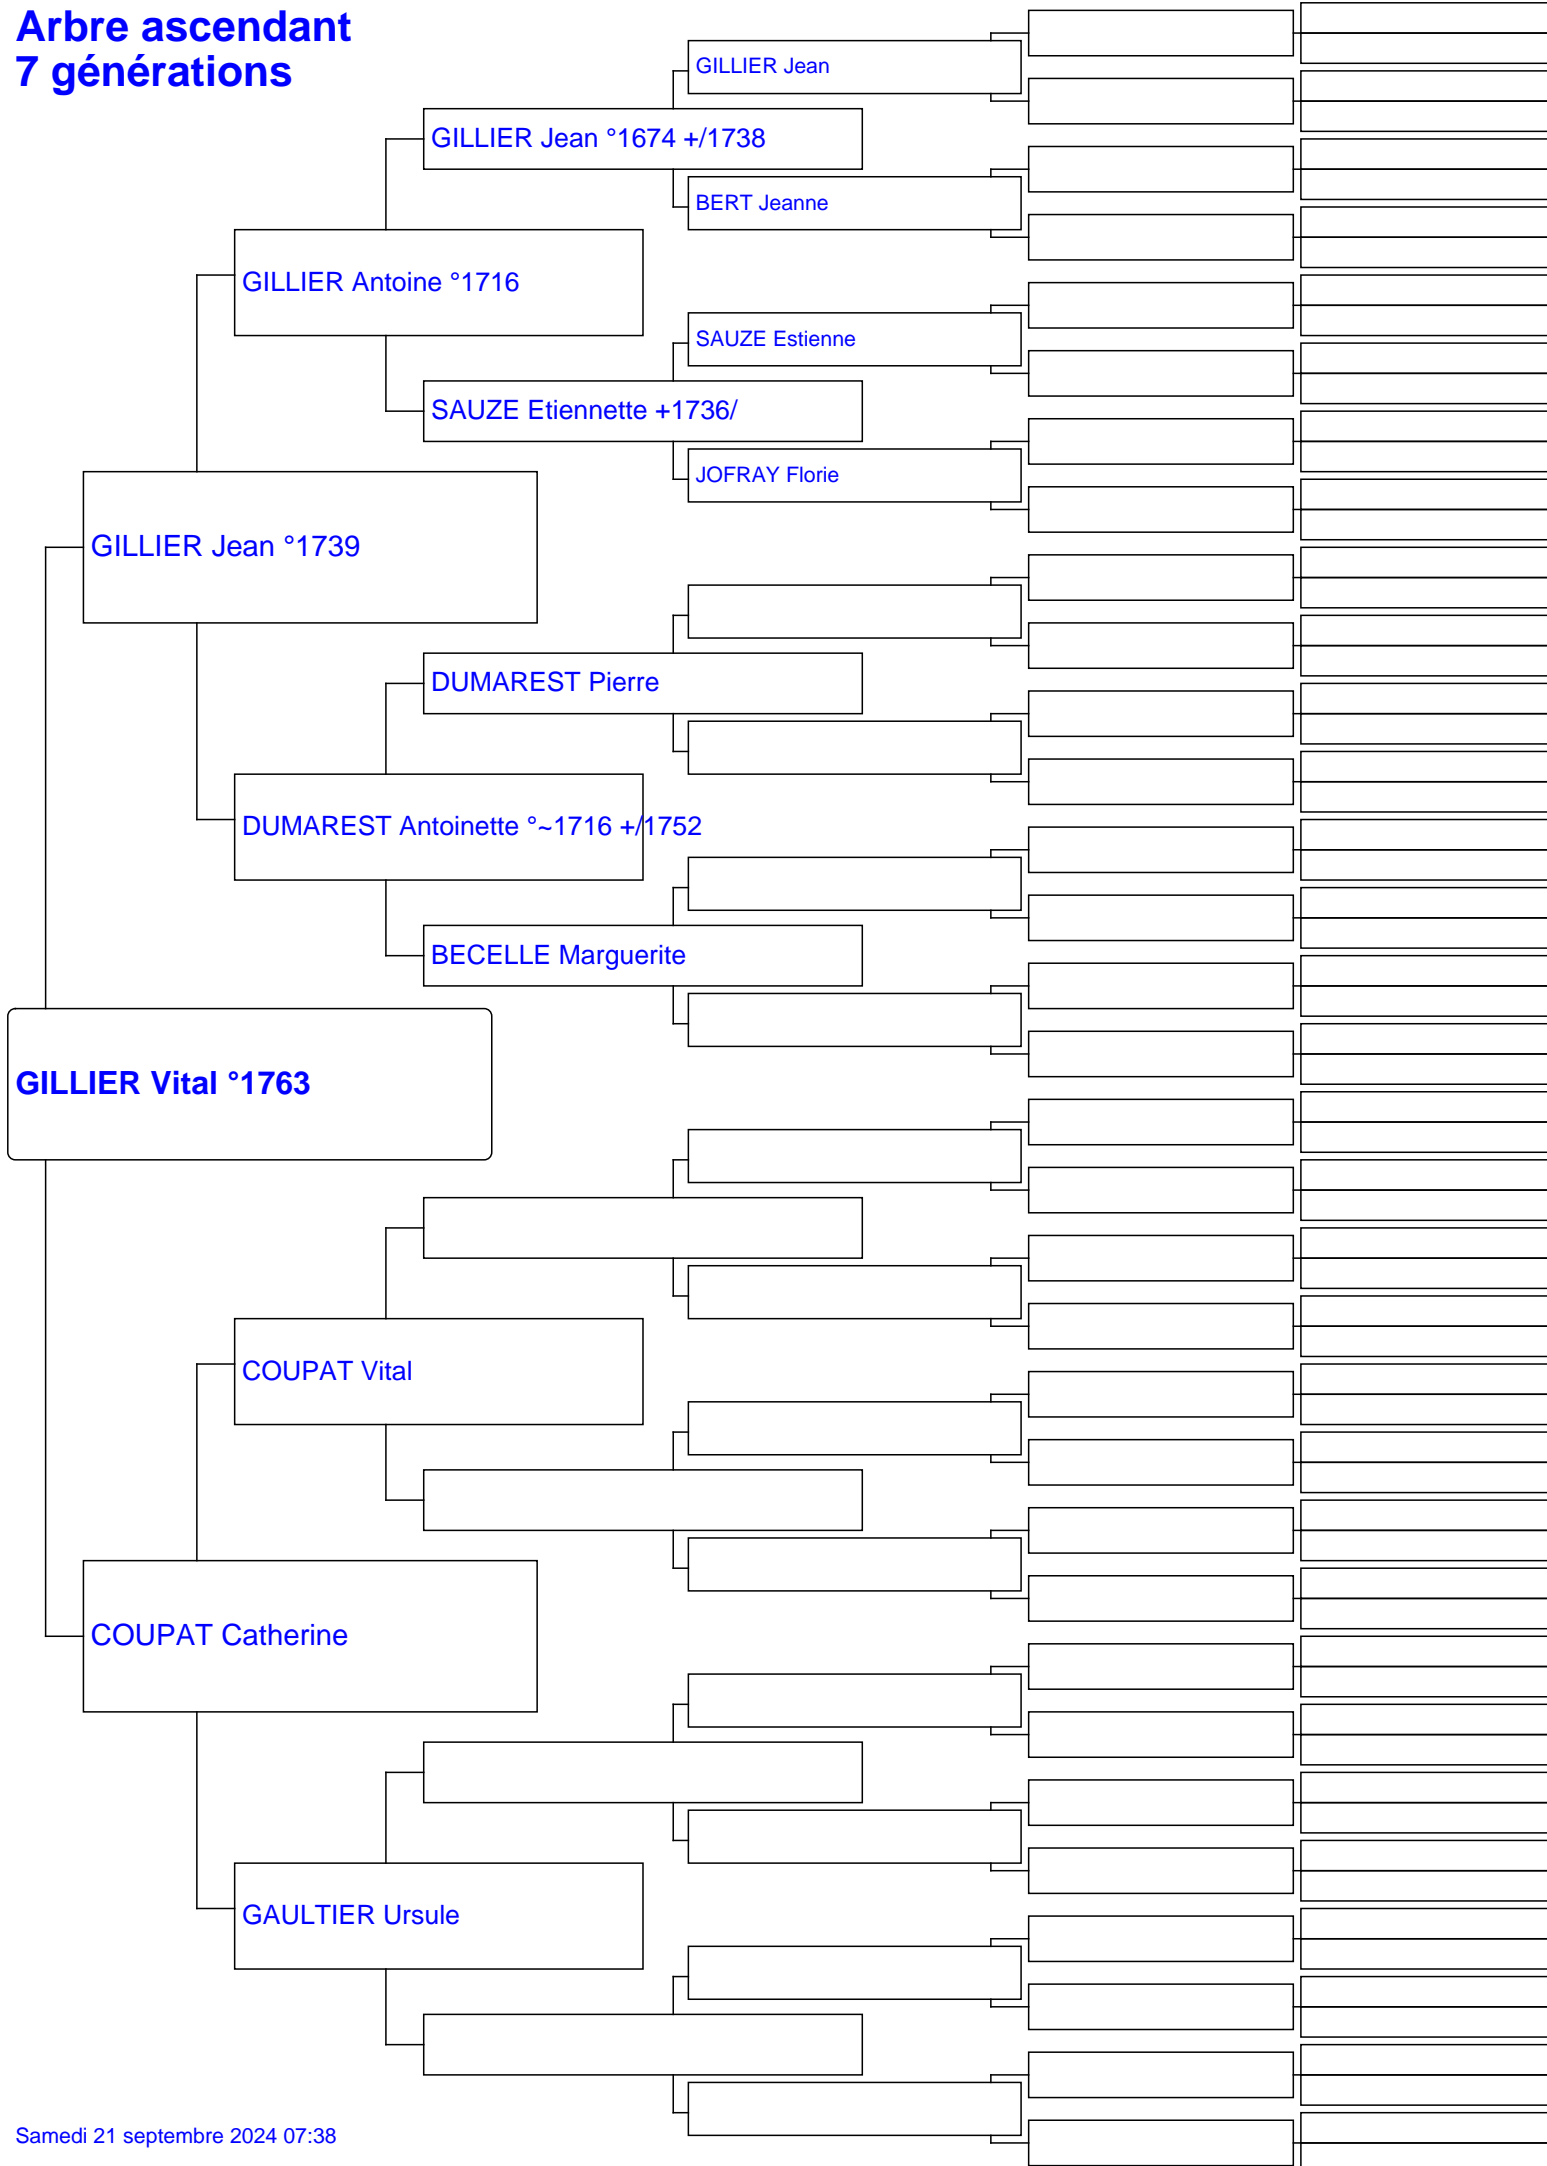 Arbre ascendant
7 générations
GILLIER Jean
GILLIER Jean °1674 +/1738
BERT Jeanne
GILLIER Antoine °1716
SAUZE Estienne
SAUZE Etiennette +1736/
JOFRAY Florie
GILLIER Jean °1739
DUMAREST Pierre
DUMAREST Antoinette °~1716 +/1752
BECELLE Marguerite
GILLIER Vital °1763
COUPAT Vital
COUPAT Catherine
GAULTIER Ursule
Samedi 21 septembre 2024 07:38